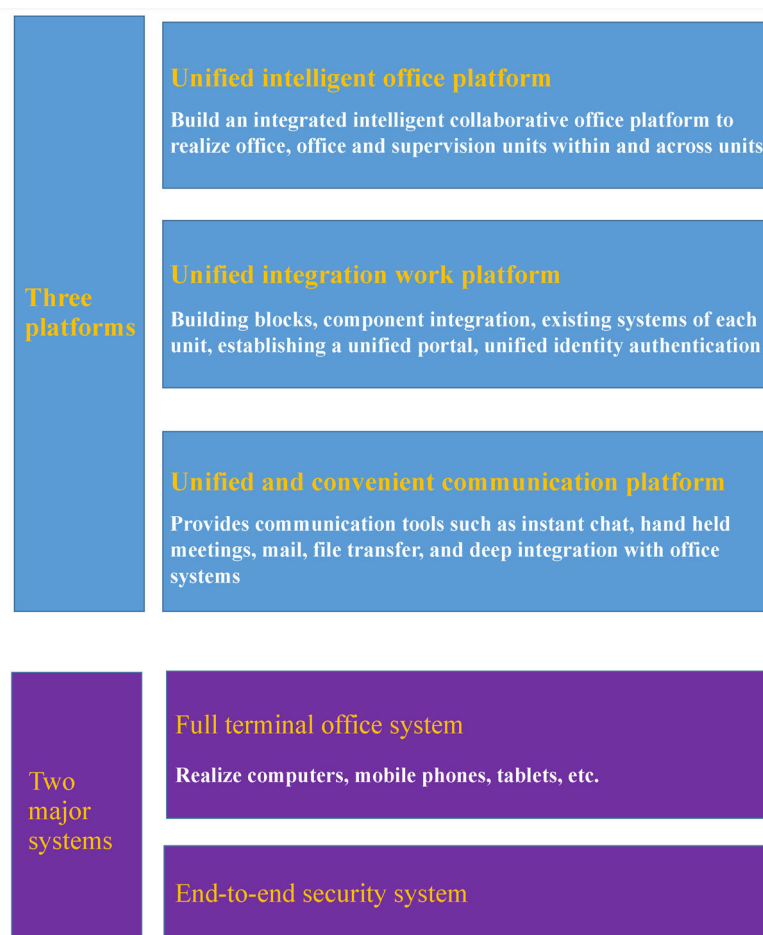 Three
platforms
Unified intelligent office platform
Build an integrated intelligent collaborative office platform to
realize office, office and supervision units within and across units
Unified integration work platform
Building blocks, component integration, existing systems of each
unit, establishing a unified portal, unified identity authentication
Unified and convenient communication platform
Provides communication tools such as instant chat, hand held
meetings, mail, file transfer, and deep integration with office
systems
Two
major
systems
Full terminal office system
Realize computers, mobile phones, tablets, etc.
End-to-end security system